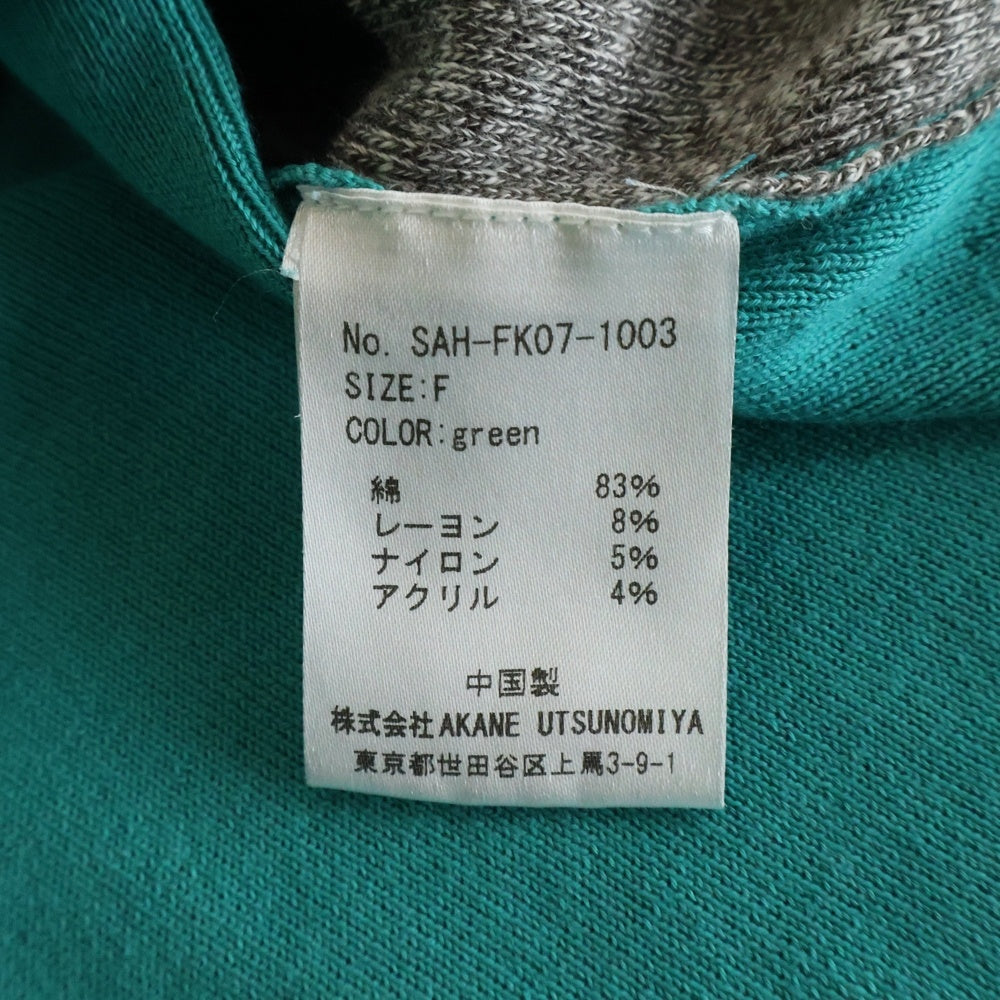 No. SAH-FK07-1003
SIZE:F
COLOR:green
綿 83%
レーヨン 8%
ナイロン 5%
アクリル 4%
中国製
株式会社AKANE UTSUNOMIYA
東京都世田谷区上馬3-9-1